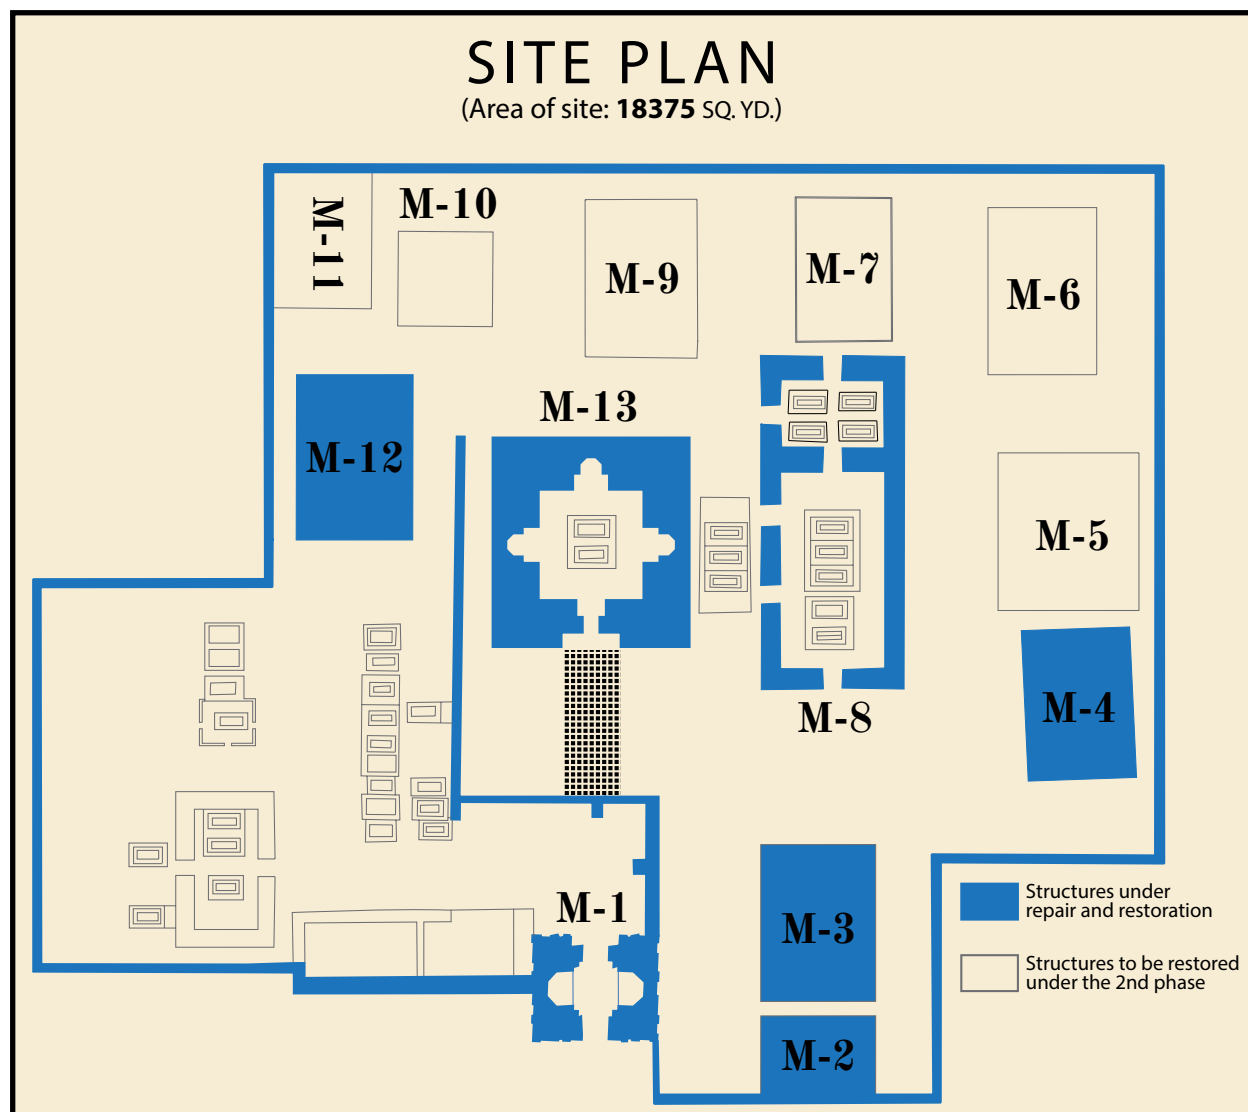 SITE PLAN
(Area of site: 18375 SQ. YD.)
M-11
M-10
M-9
M-7
M-6
M-13
M-12
M-5
M-4
M-8
M-1
M-3
M-2
Structures under
repair and restoration
Structures to be restored
under the 2nd phase